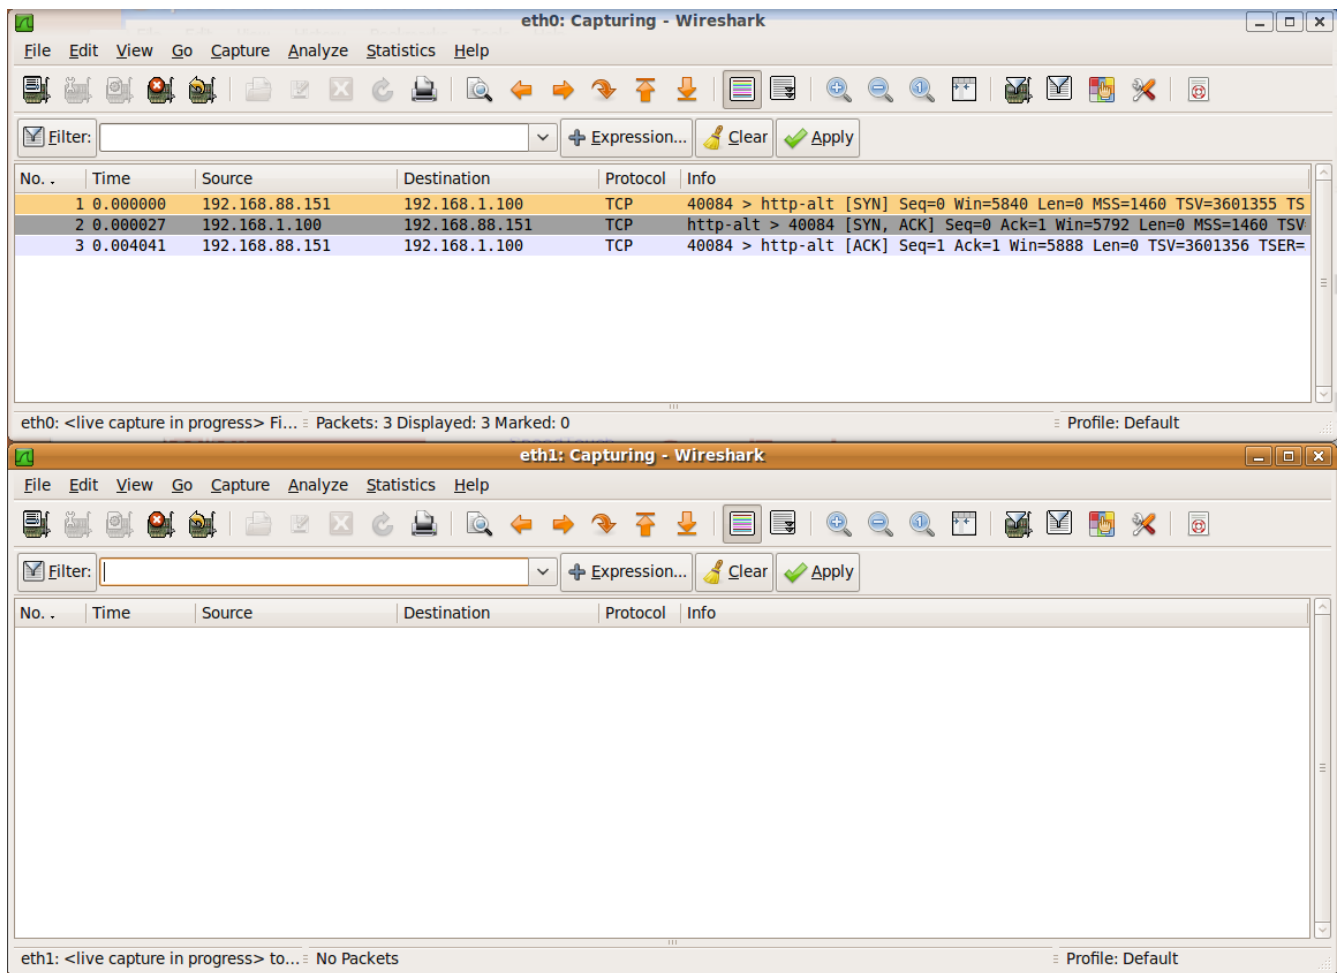 eth0: Capturing - Wireshark
File Edit View Go Capture Analyze Statistics Help
Filter: Expression... Clear Apply
No. . Time Source Destination Protocol Info
1 0.000000 192.168.88.151 192.168.1.100 TCP 40084 > http-alt [SYN] Seq=0 Win=5840 Len=0 MSS=1460 TSV=3601355 TS
2 0.000027 192.168.1.100 192.168.88.151 TCP http-alt > 40084 [SYN, ACK] Seq=0 Ack=1 Win=5792 Len=0 MSS=1460 TSV
3 0.004041 192.168.88.151 192.168.1.100 TCP 40084 > http-alt [ACK] Seq=1 Ack=1 Win=5888 Len=0 TSV=3601356 TSER=
eth0: <live capture in progress> Fi... Packets: 3 Displayed: 3 Marked: 0 Profile: Default
eth1: Capturing - Wireshark
File Edit View Go Capture Analyze Statistics Help
Filter: Expression... Clear Apply
No. . Time Source Destination Protocol Info
eth1: <live capture in progress> to... No Packets Profile: Default